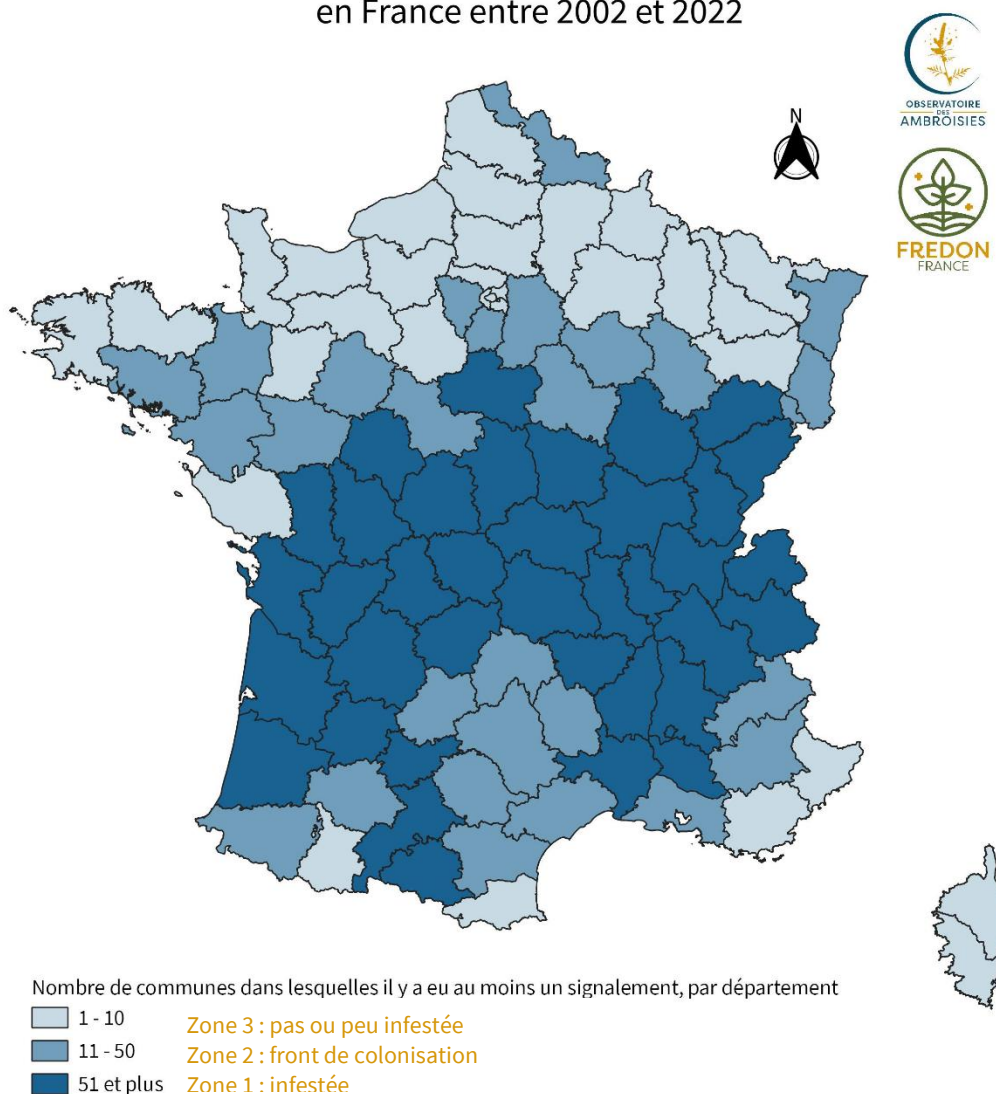 en France entre 2002 et 2022
OBSERVATOIRE
DES
AMBROISIES
N
FREDON
FRANCE
Nombre de communes dans lesquelles il y a eu au moins un signalement, par département
1 - 10 Zone 3 : pas ou peu infestée
11 - 50 Zone 2 : front de colonisation
51 et plus Zone 1 : infestée